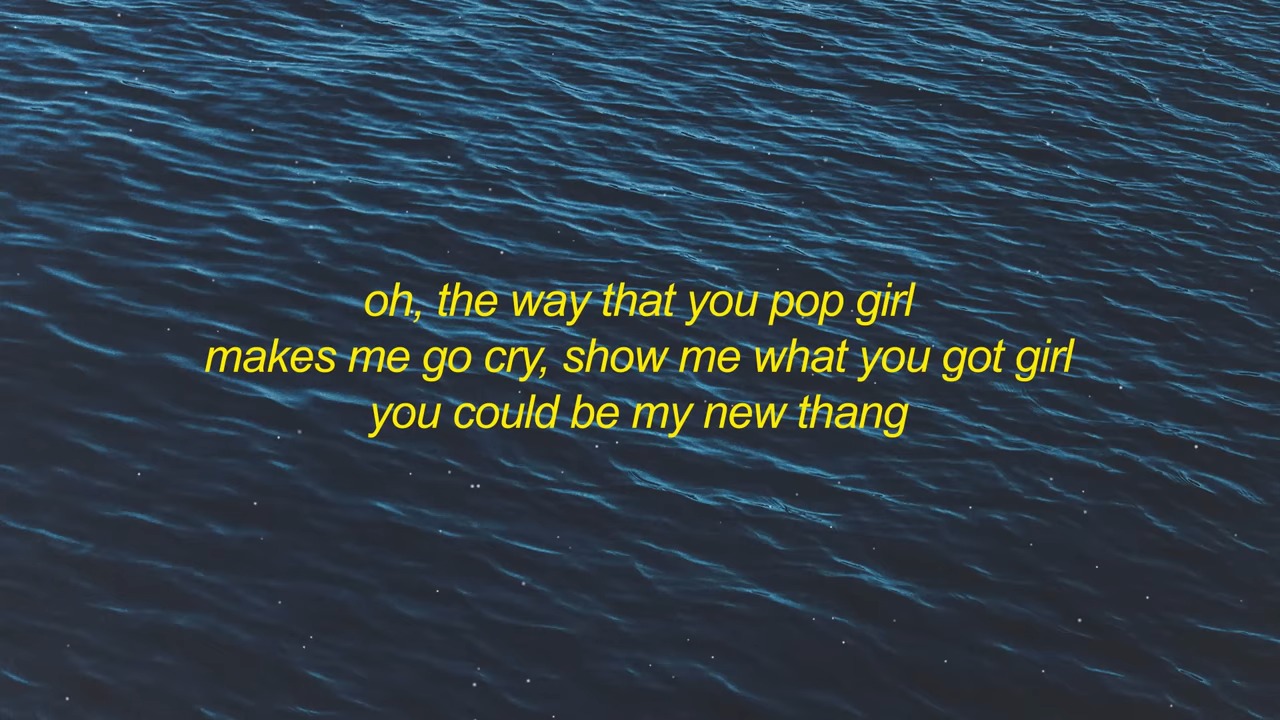 oh, the way that you pop girl
makes me go cry, show me what you got girl
you could be my new thang